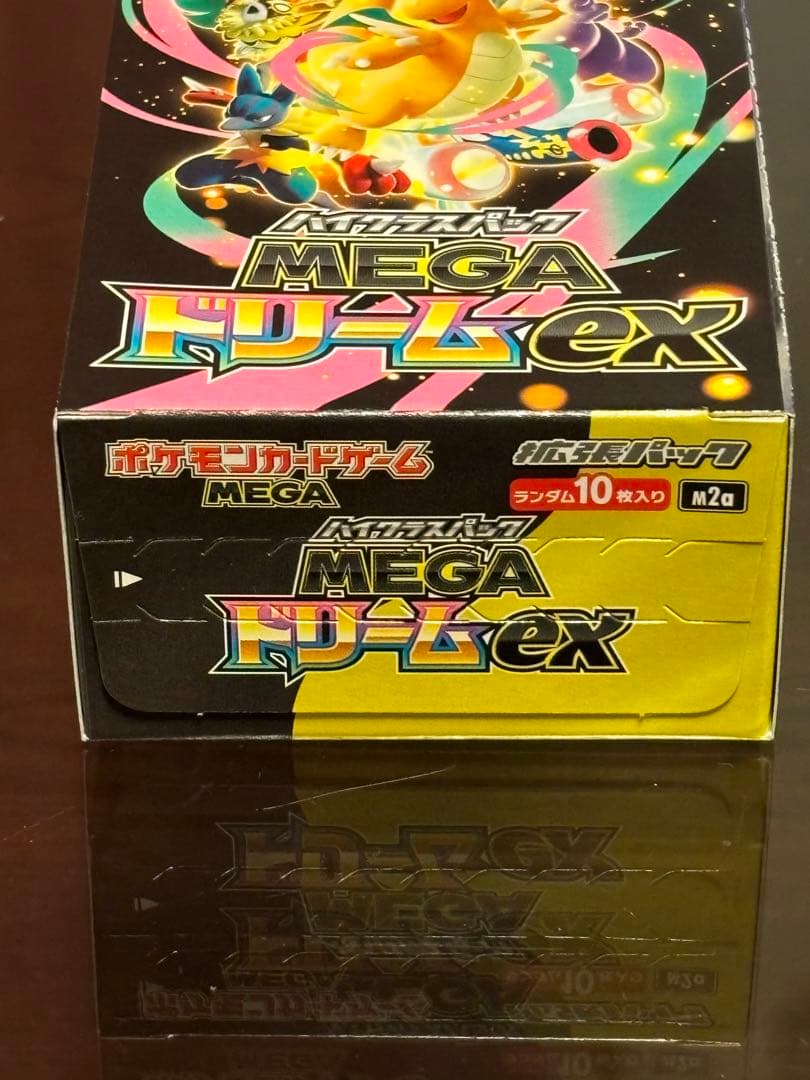 ハイクラスパック
MEGA
ドリームex
ポケモンカードゲーム
MEGA
拡張パック
ランダム10枚入り
M2a
ハイクラスパック
MEGA
ドリームex